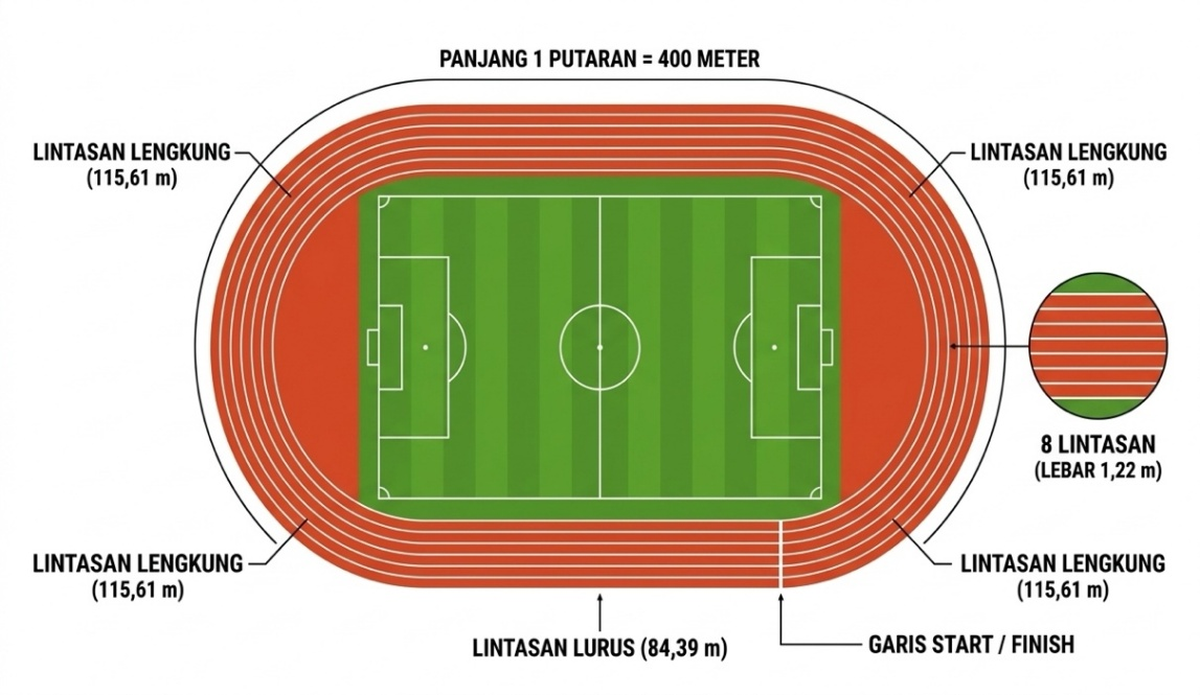 PANJANG 1 PUTARAN = 400 METER
LINTASAN LENGKUNG
(115,61 m)
LINTASAN LENGKUNG
(115,61 m)
8 LINTASAN
(LEBAR 1,22 m)
LINTASAN LENGKUNG
(115,61 m)
LINTASAN LENGKUNG
(115,61 m)
LINTASAN LURUS (84,39 m)
GARIS START / FINISH